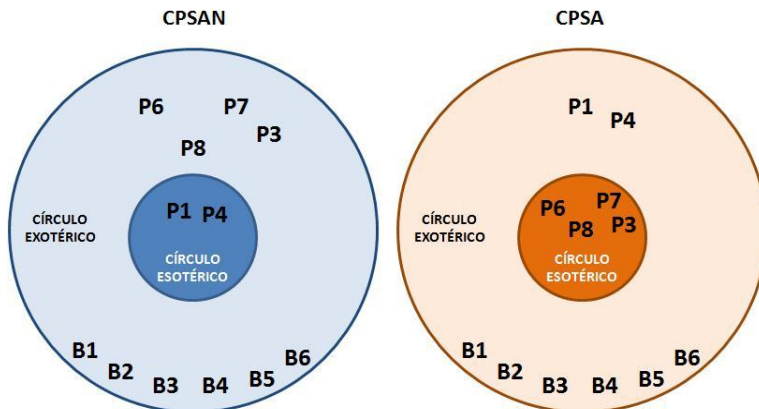 CPSAN
P6
P7
P3
P8
P1
P4
CÍRCULO
EXOTÉRICO
CÍRCULO
ESOTÉRICO
B1
B2
B3
B4
B5
B6
CPSA
P1
P4
P6
P7
P8
P3
CÍRCULO
EXOTÉRICO
CÍRCULO
ESOTÉRICO
B1
B2
B3
B4
B5
B6